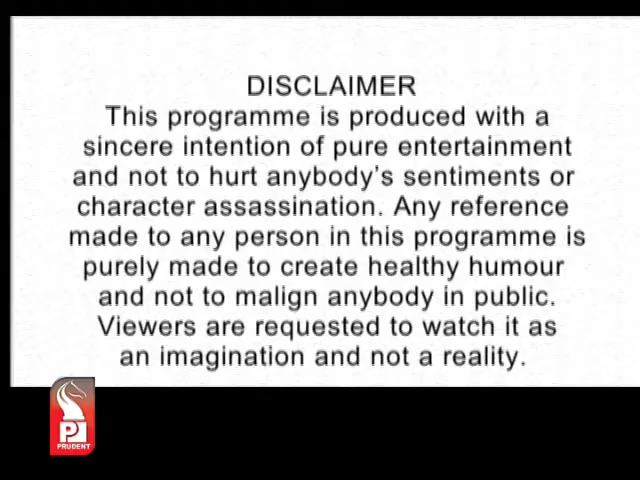 DISCLAIMER
This programme is produced with a
sincere intention of pure entertainment
and not to hurt anybody's sentiments or
character assassination. Any reference
made to any person in this programme is
purely made to create healthy humour
and not to malign anybody in public.
Viewers are requested to watch it as
an imagination and not a reality.
P
PRUDENT